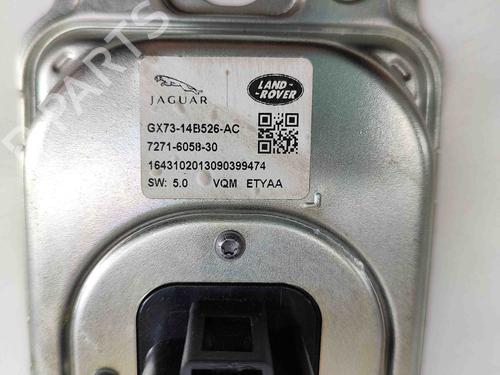 B-PARTS
JAGUAR
LAND
ROVER
GX73-14B526-AC
7271-6058-30
1643102013090399474
SW: 5.0 VQM ETYAA